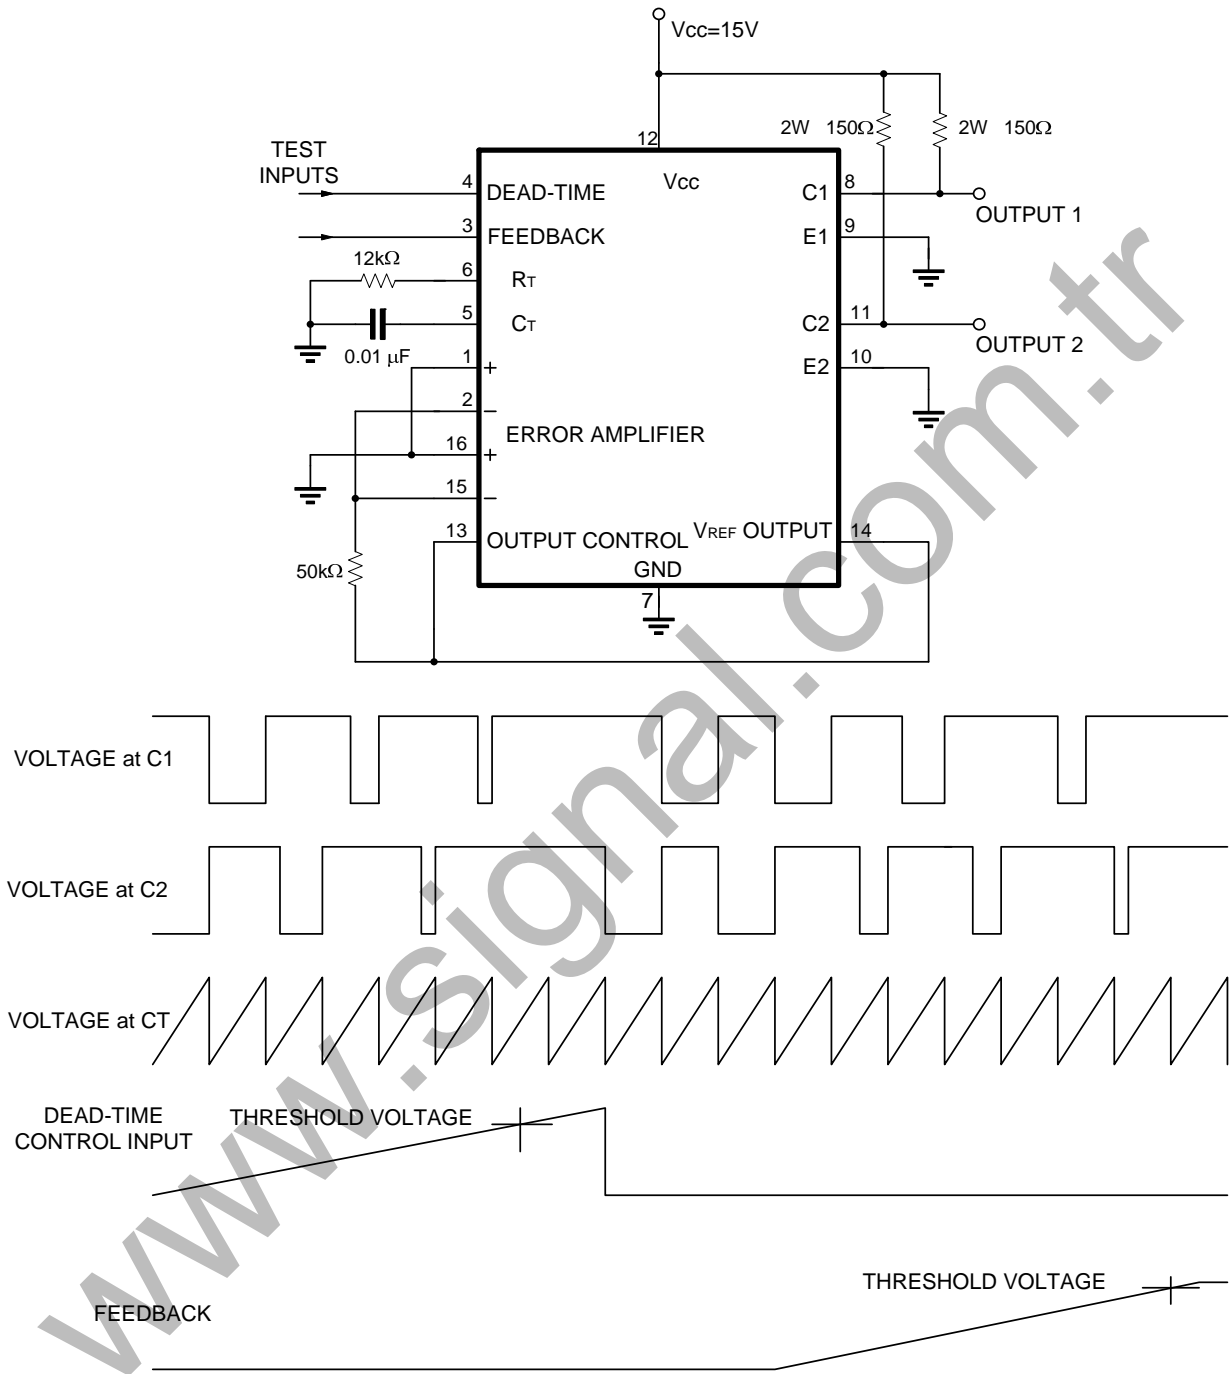 Vcc=15V
2W 150Ω
2W 150Ω
TEST
INPUTS
12
Vcc
4
DEAD-TIME
C1
8
OUTPUT 1
3
FEEDBACK
E1
9
12kΩ
6
RT
5
CT
C2
11
OUTPUT 2
0.01 μF
1
+
E2
10
2
−
ERROR AMPLIFIER
16
+
15
−
13
OUTPUT CONTROL
VREF OUTPUT
14
50kΩ
GND
7
VOLTAGE at C1
VOLTAGE at C2
VOLTAGE at CT
DEAD-TIME
CONTROL INPUT
THRESHOLD VOLTAGE
THRESHOLD VOLTAGE
FEEDBACK
www.signal.com.tr